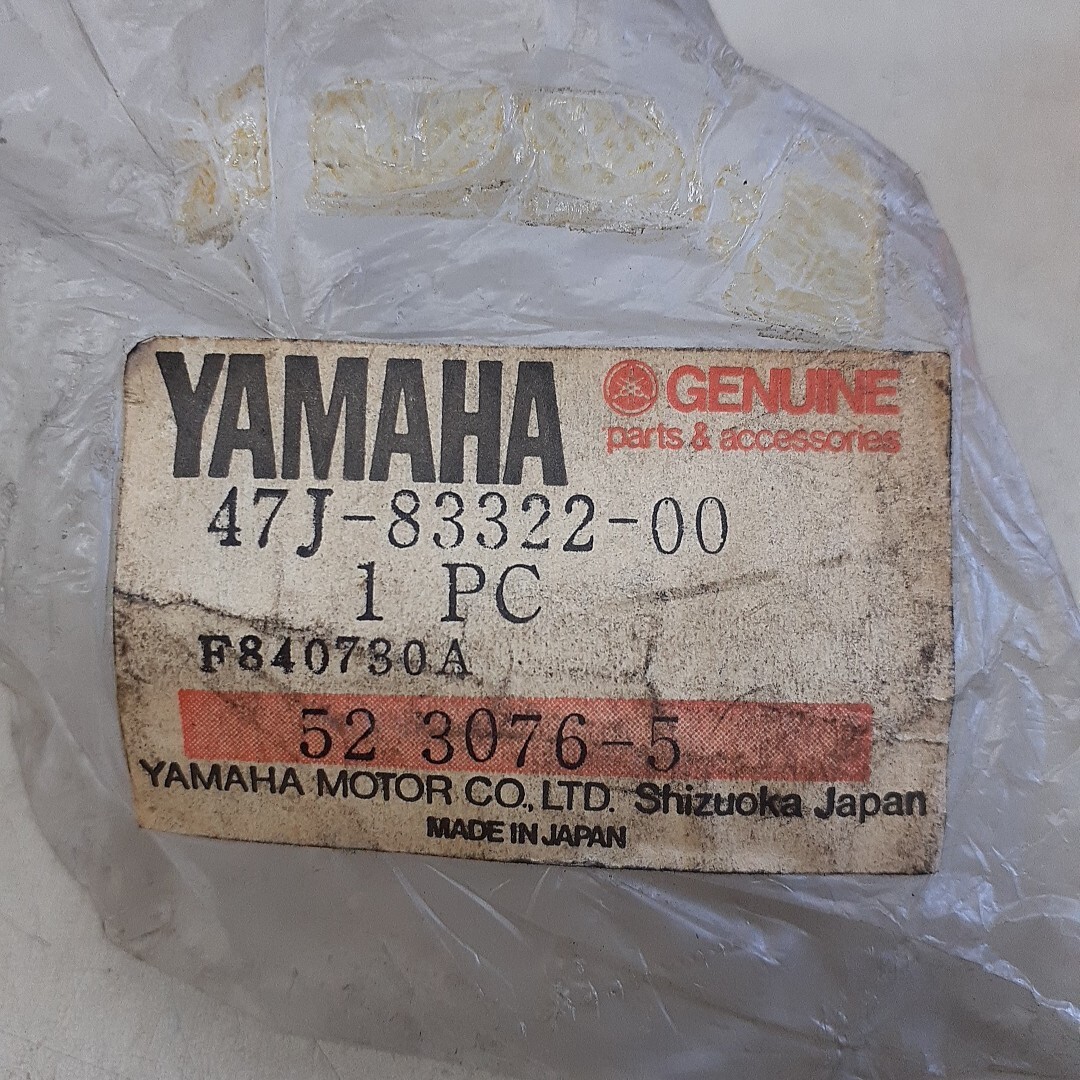 YAMAHA
GENUINE
parts & accessories
47J-83322-00
1 PC
F840730A
52 3076-5
YAMAHA MOTOR CO., LTD. Shizuoka Japan
MADE IN JAPAN